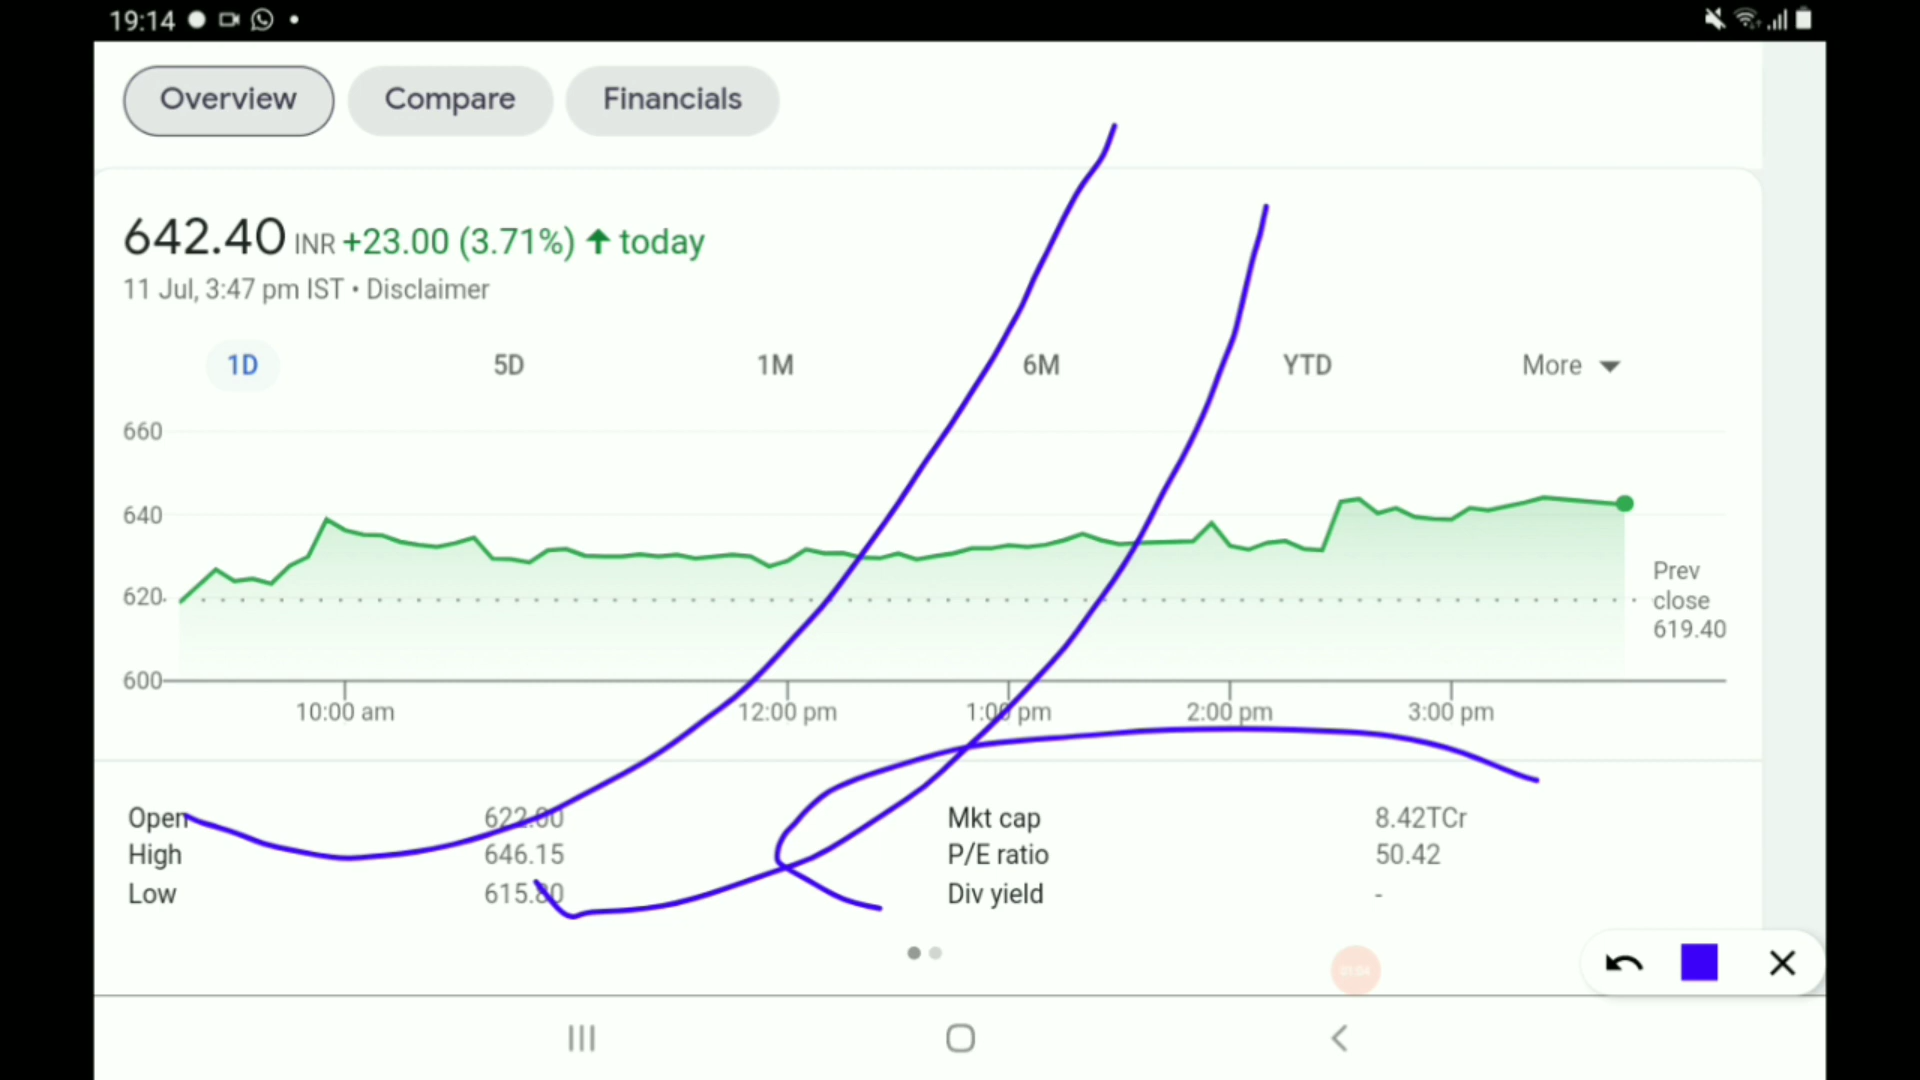 19:14
Overview Compare Financials
642.40 INR +23.00 (3.71%) ↑ today
11 Jul, 3:47 pm IST • Disclaimer
1D 5D 1M 6M YTD More
660
640
620
600
Prev
close
619.40
10:00 am 12:00 pm 1:00 pm 2:00 pm 3:00 pm
Open 622.00 Mkt cap 8.42TCr
High 646.15 P/E ratio 50.42
Low 615.80 Div yield -
01:04